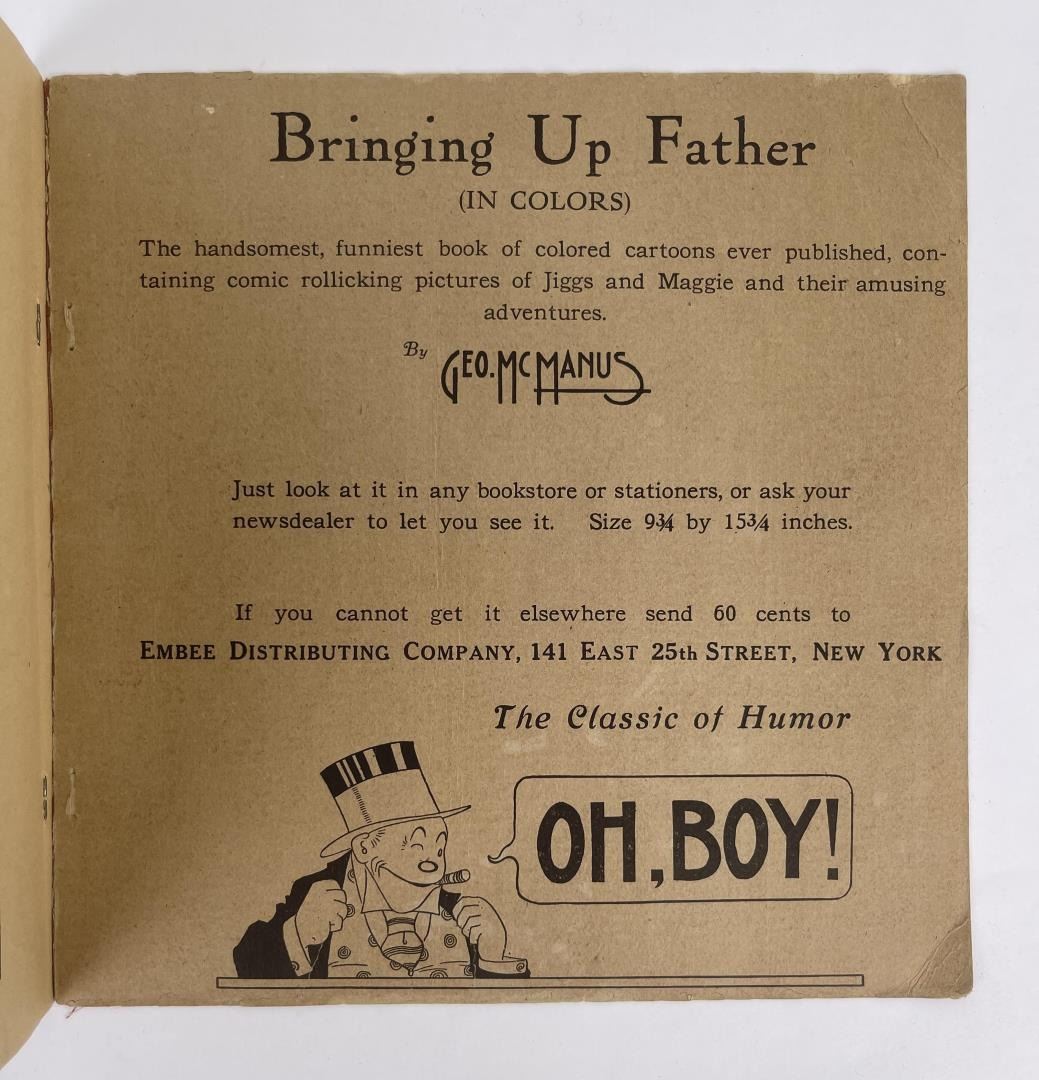 Bringing Up Father
(IN COLORS)
The handsomest, funniest book of colored cartoons ever published, con-
taining comic rollicking pictures of Jiggs and Maggie and their amusing
adventures.
By GEO. MCMANUS
Just look at it in any bookstore or stationers, or ask your
newsdealer to let you see it. Size 9¾ by 15¾ inches.
If you cannot get it elsewhere send 60 cents to
EMBEE DISTRIBUTING COMPANY, 141 EAST 25th STREET, NEW YORK
The Classic of Humor
OH, BOY!